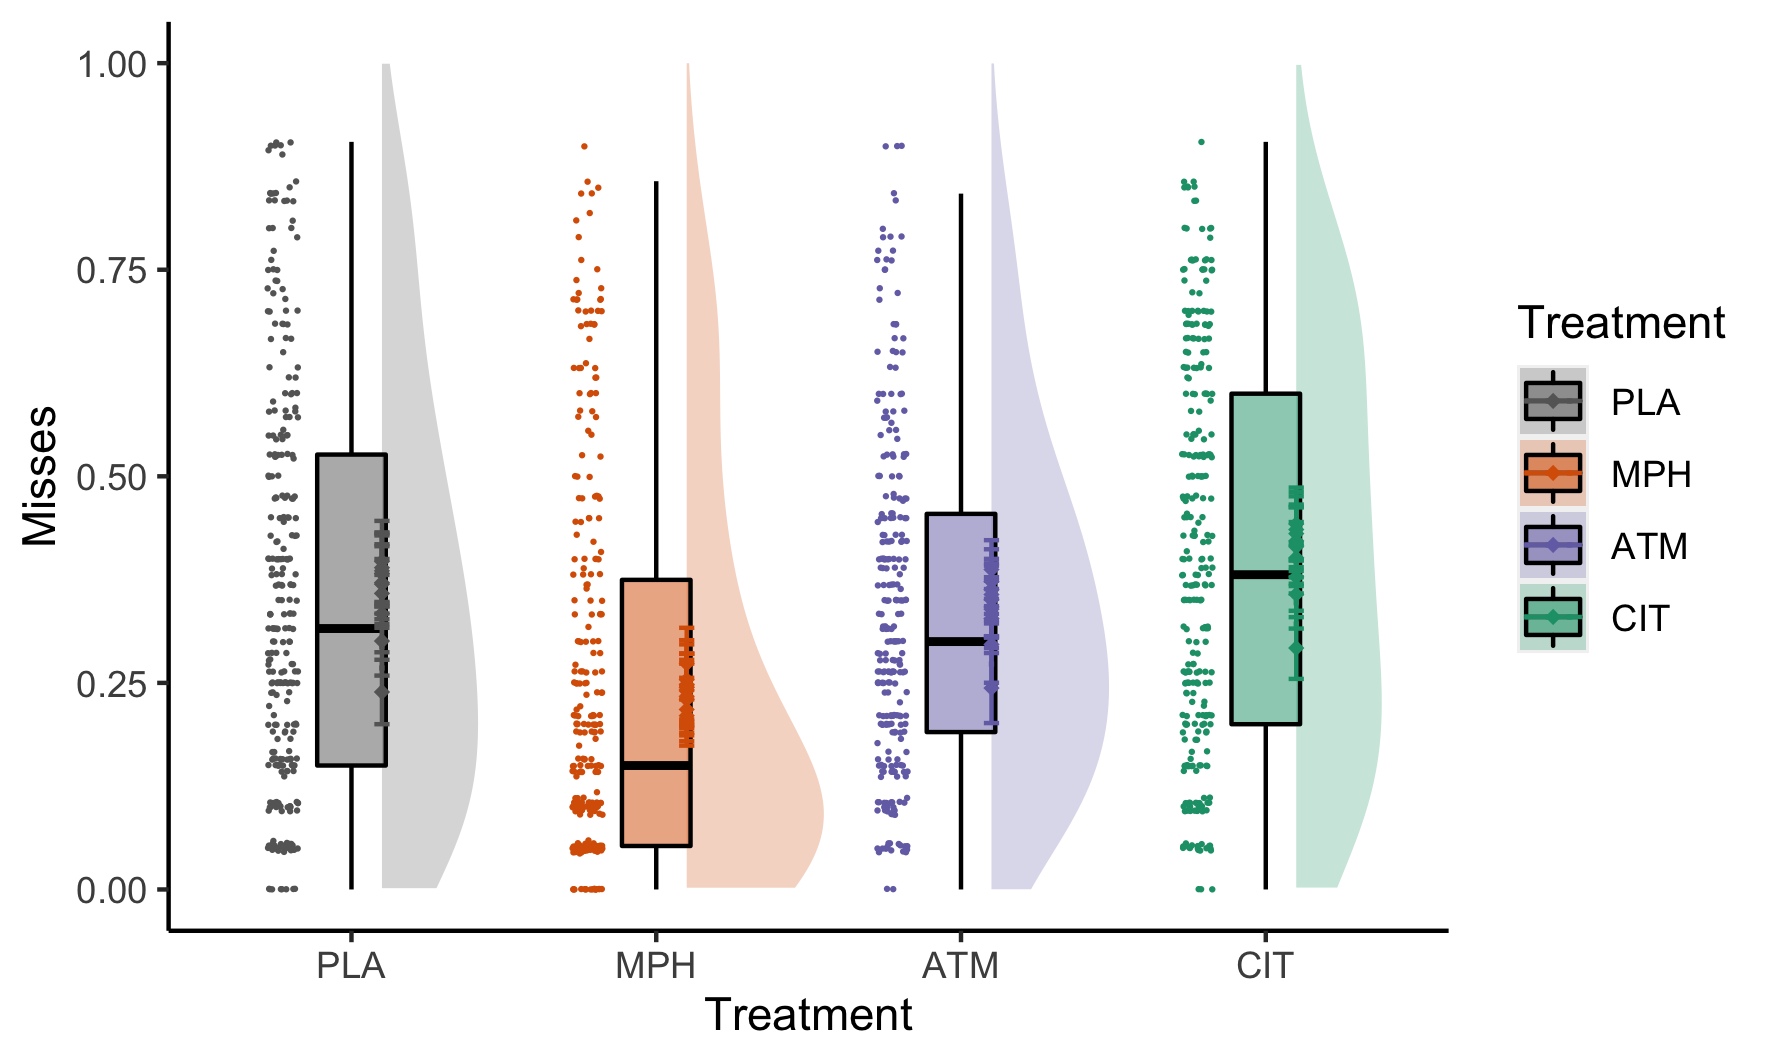 Misses
1.00
0.75
0.50
0.25
0.00
PLA MPH ATM CIT
Treatment
Treatment
PLA
MPH
ATM
CIT